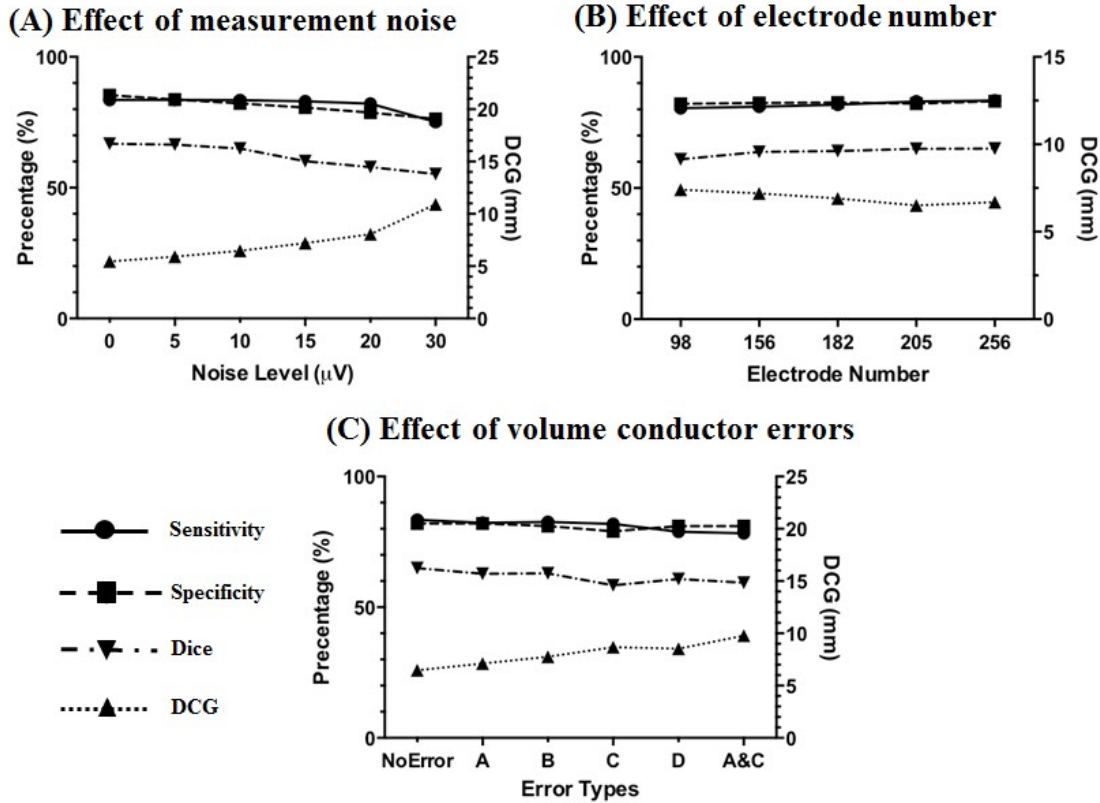 (A) Effect of measurement noise
100
50
0
Precentage (%)
25
20
15
10
5
0
DCG (mm)
0 5 10 15 20 30
Noise Level (μV)
(B) Effect of electrode number
100
50
0
Precentage (%)
15
10
5
0
DCG (mm)
98 156 182 205 256
Electrode Number
(C) Effect of volume conductor errors
Sensitivity
Specificity
Dice
DCG
100
50
0
Precentage (%)
25
20
15
10
5
0
DCG (mm)
NoError A B C D A&C
Error Types